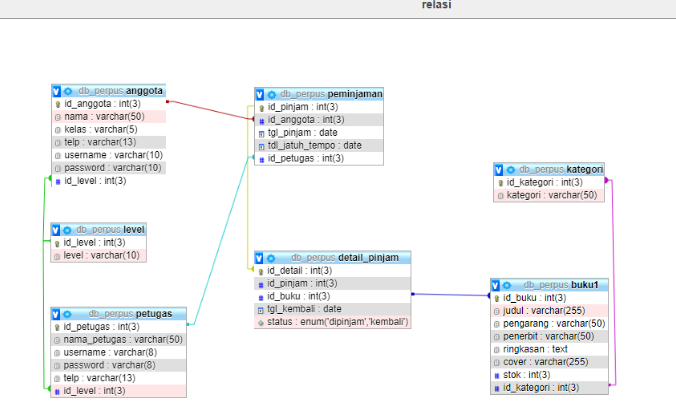 relasi
db_perpus anggota
id_anggota : int(3)
nama : varchar(50)
kelas : varchar(5)
telp : varchar(13)
username : varchar(10)
password : varchar(10)
id_level : int(3)
db_perpus level
id_level : int(3)
level : varchar(10)
db_perpus petugas
id_petugas : int(3)
nama_petugas : varchar(50)
username : varchar(8)
password : varchar(8)
telp : varchar(13)
id_level : int(3)
db_perpus peminjaman
id_pinjam : int(3)
id_anggota : int(3)
tgl_pinjam : date
tdl_jatuh_tempo : date
id_petugas : int(3)
db_perpus detail_pinjam
id_detail : int(3)
id_pinjam : int(3)
id_buku : int(3)
tgl_kembali : date
status : enum('dipinjam','kembali')
db_perpus kategori
id_kategori : int(3)
kategori : varchar(50)
db_perpus buku1
id_buku : int(3)
judul : varchar(255)
pengarang : varchar(50)
penerbit : varchar(50)
ringkasan : text
cover : varchar(255)
stok : int(3)
id_kategori : int(3)